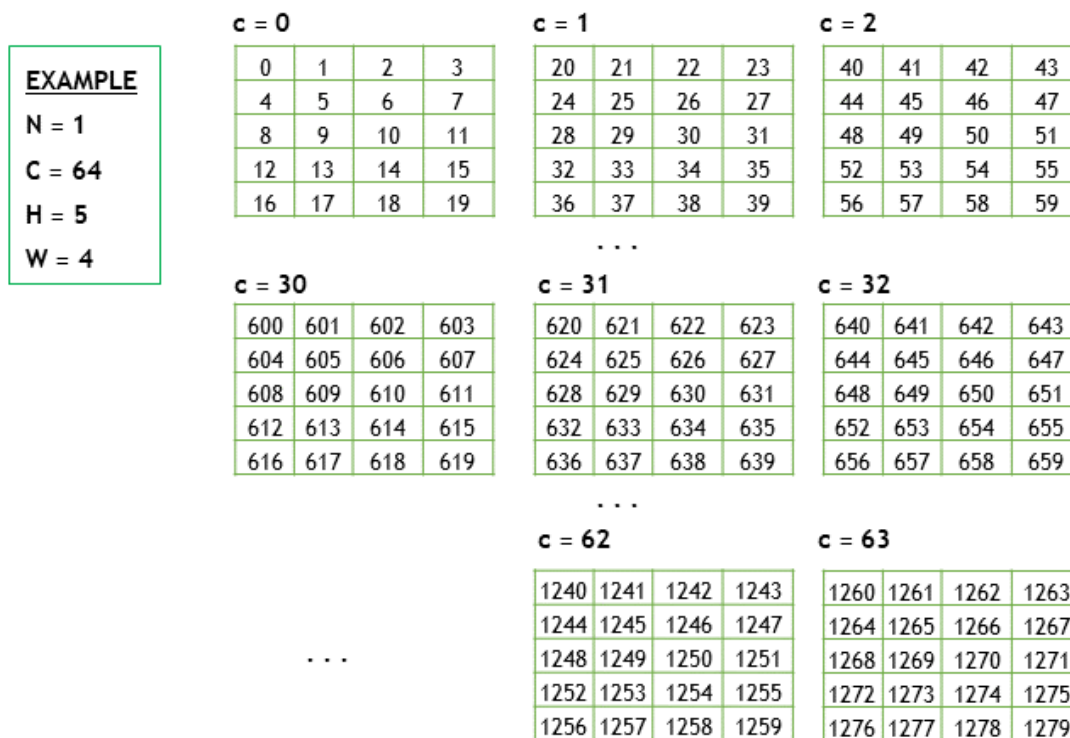 EXAMPLE
N = 1
C = 64
H = 5
W = 4
c = 0
0 1 2 3
4 5 6 7
8 9 10 11
12 13 14 15
16 17 18 19
c = 1
20 21 22 23
24 25 26 27
28 29 30 31
32 33 34 35
36 37 38 39
c = 2
40 41 42 43
44 45 46 47
48 49 50 51
52 53 54 55
56 57 58 59
. . .
c = 30
600 601 602 603
604 605 606 607
608 609 610 611
612 613 614 615
616 617 618 619
c = 31
620 621 622 623
624 625 626 627
628 629 630 631
632 633 634 635
636 637 638 639
c = 32
640 641 642 643
644 645 646 647
648 649 650 651
652 653 654 655
656 657 658 659
. . .
. . .
c = 62
1240 1241 1242 1243
1244 1245 1246 1247
1248 1249 1250 1251
1252 1253 1254 1255
1256 1257 1258 1259
c = 63
1260 1261 1262 1263
1264 1265 1266 1267
1268 1269 1270 1271
1272 1273 1274 1275
1276 1277 1278 1279